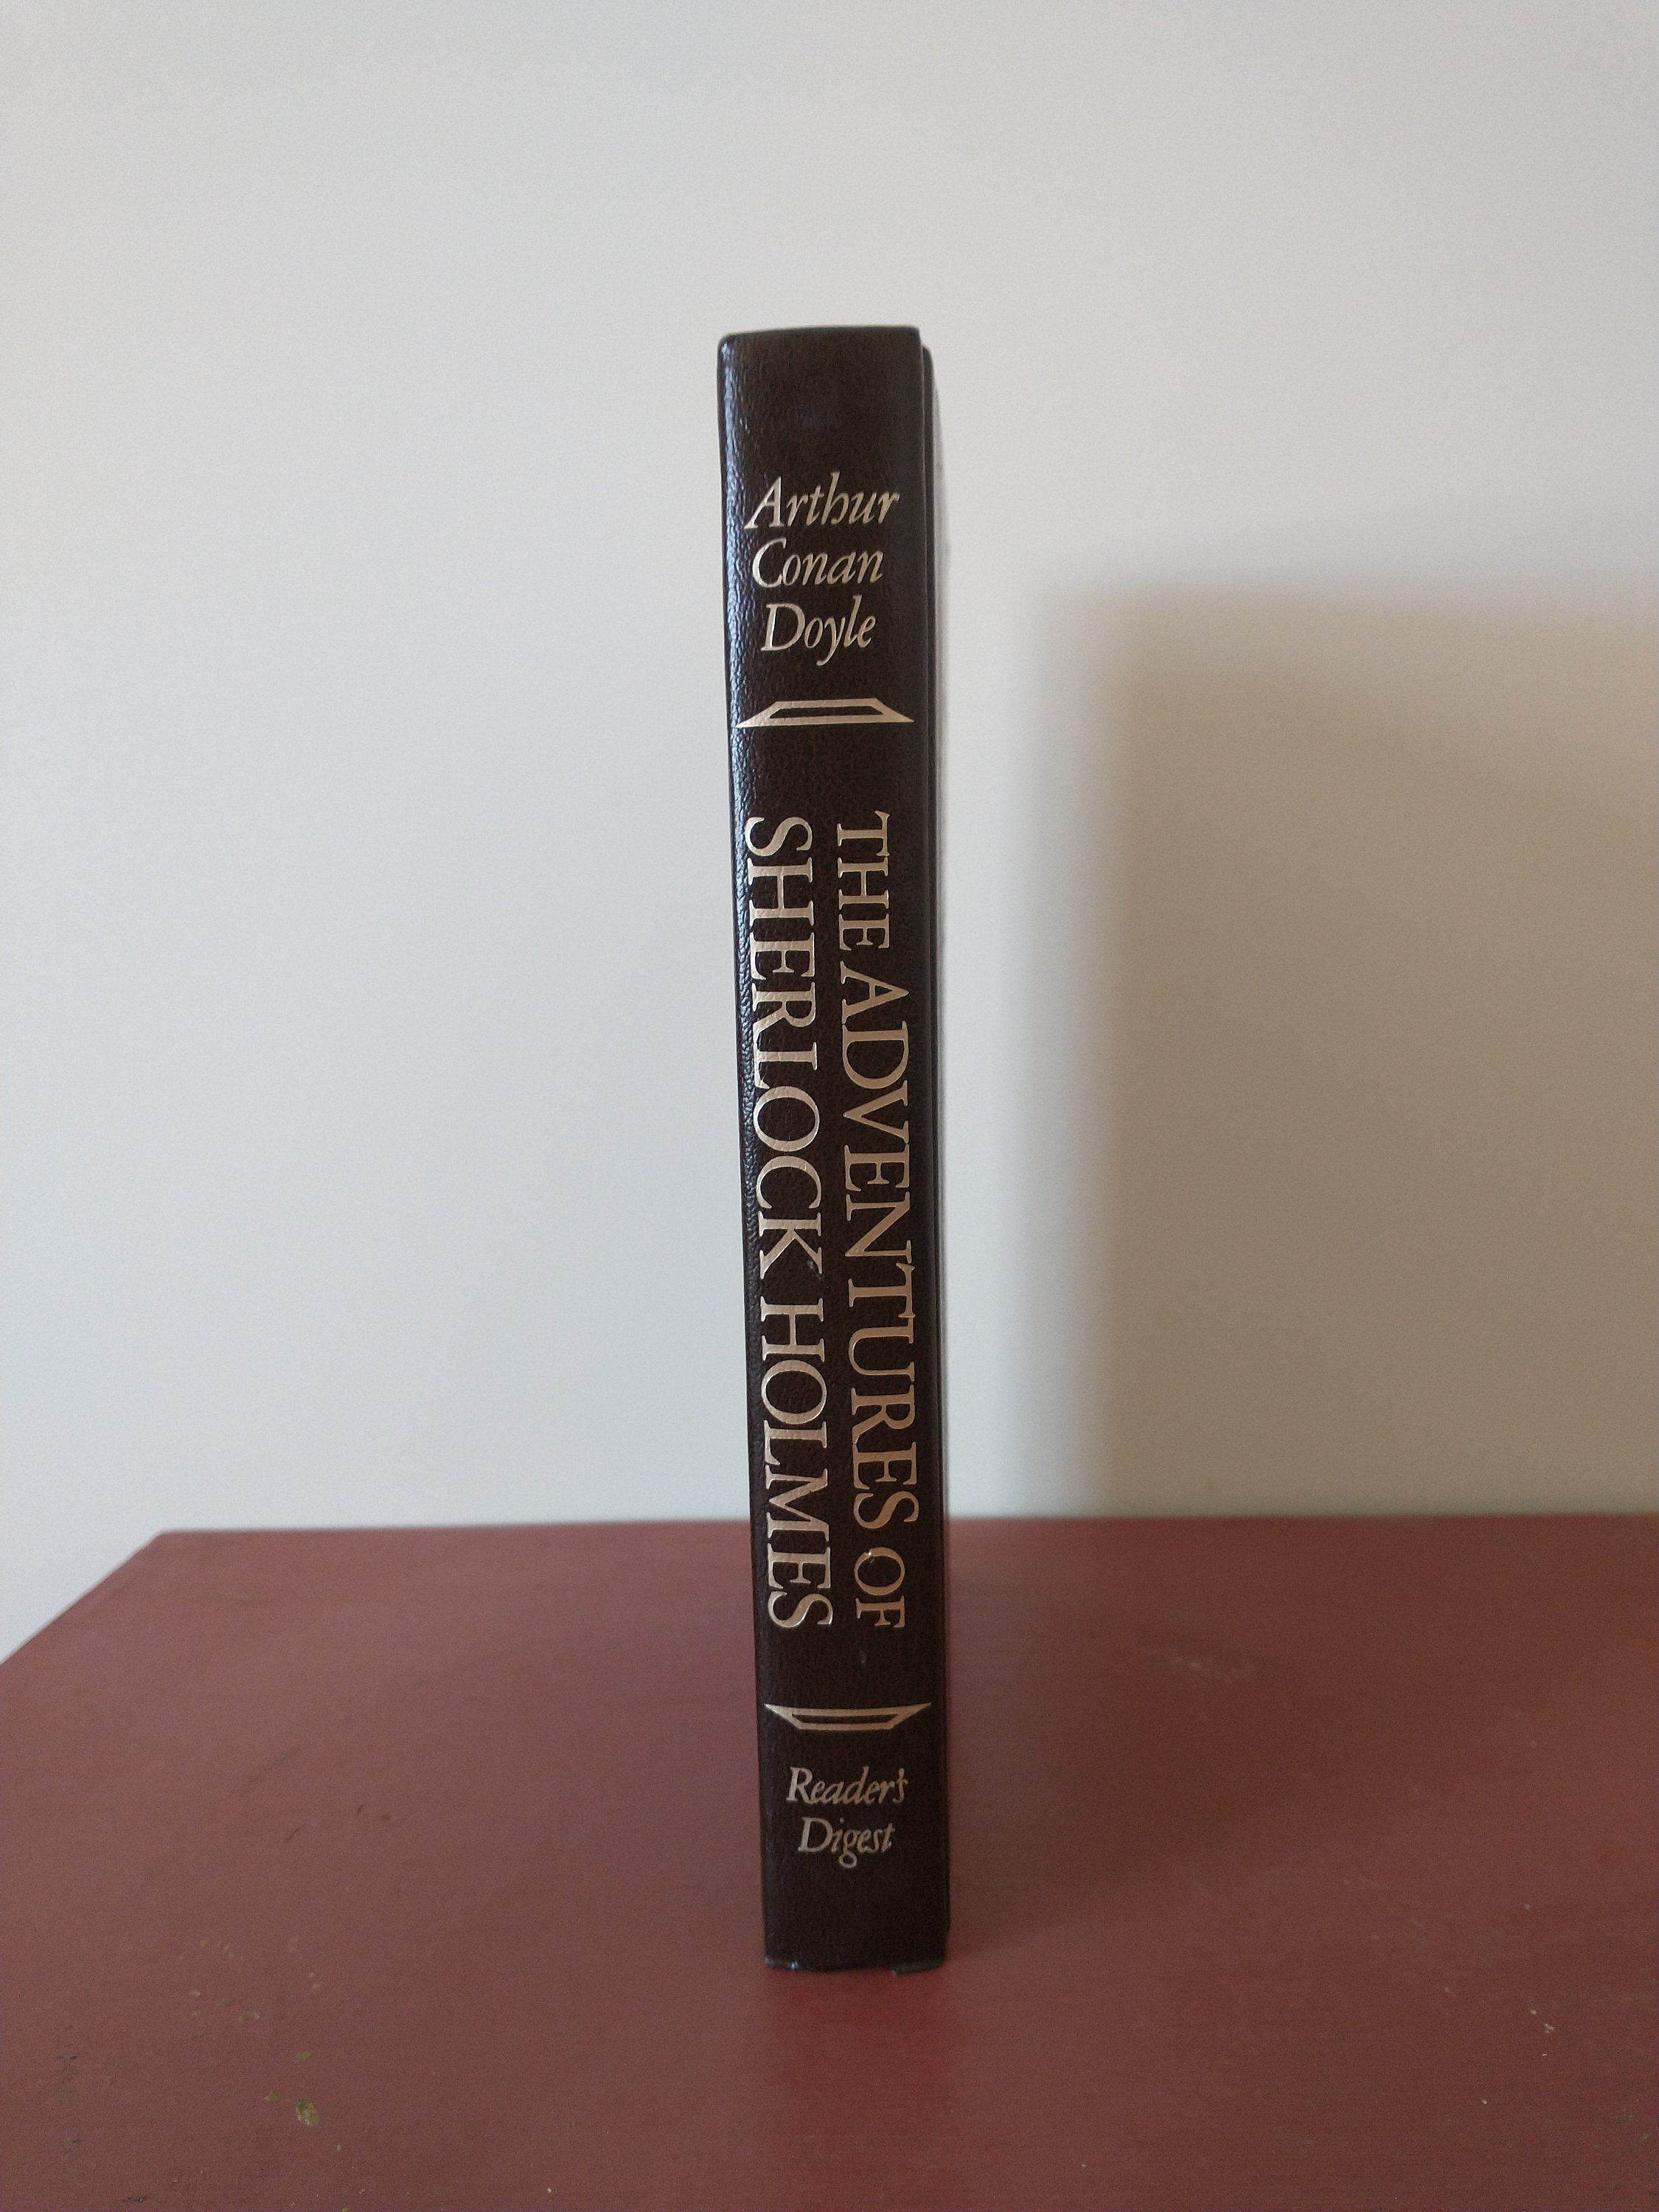 Arthur
Conan
Doyle
THE ADVENTURES OF
SHERLOCK HOLMES
Reader's
Digest